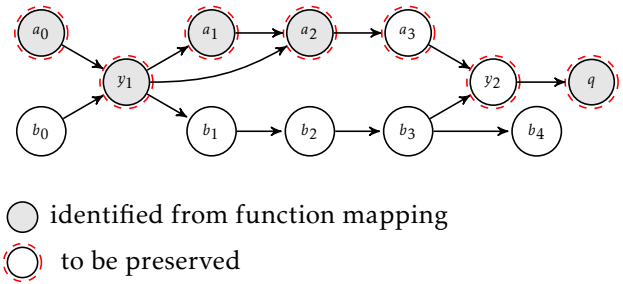 a0 a1 a2 a3
y1 y2 q
b0 b1 b2 b3 b4
identified from function mapping
to be preserved